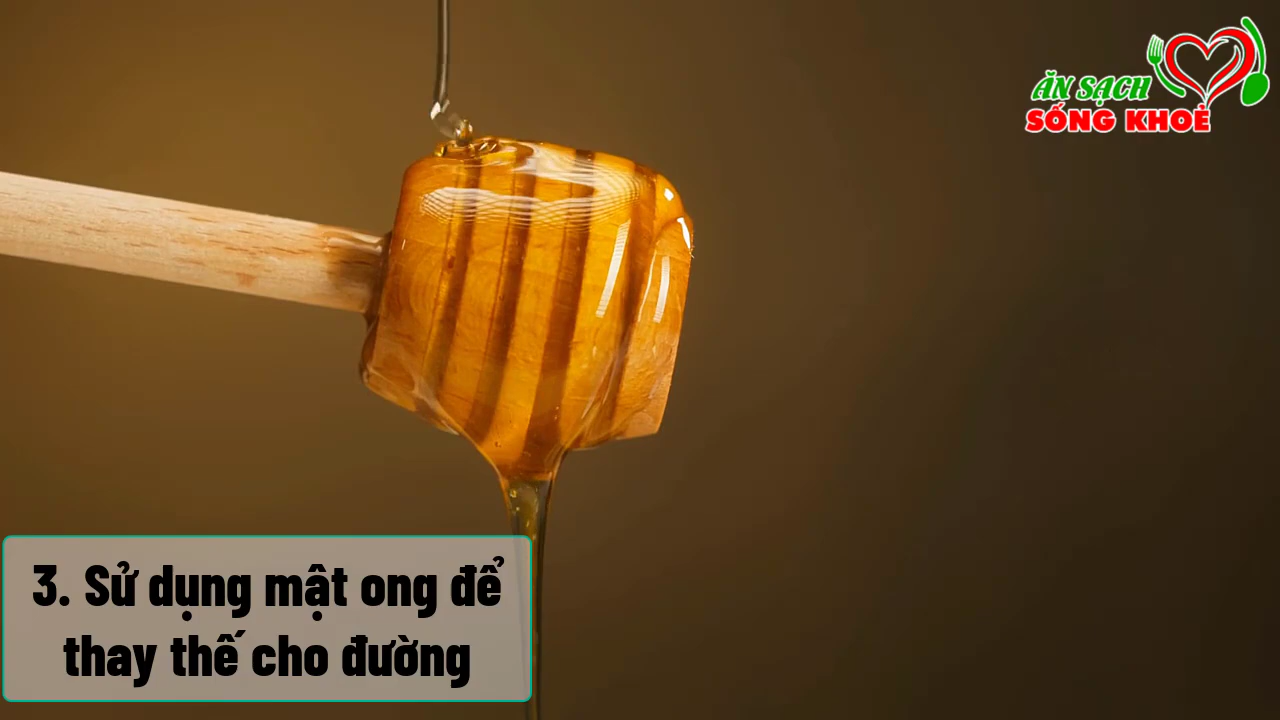 ĂN SẠCH
SỐNG KHOẺ
3. Sử dụng mật ong để
thay thế cho đường